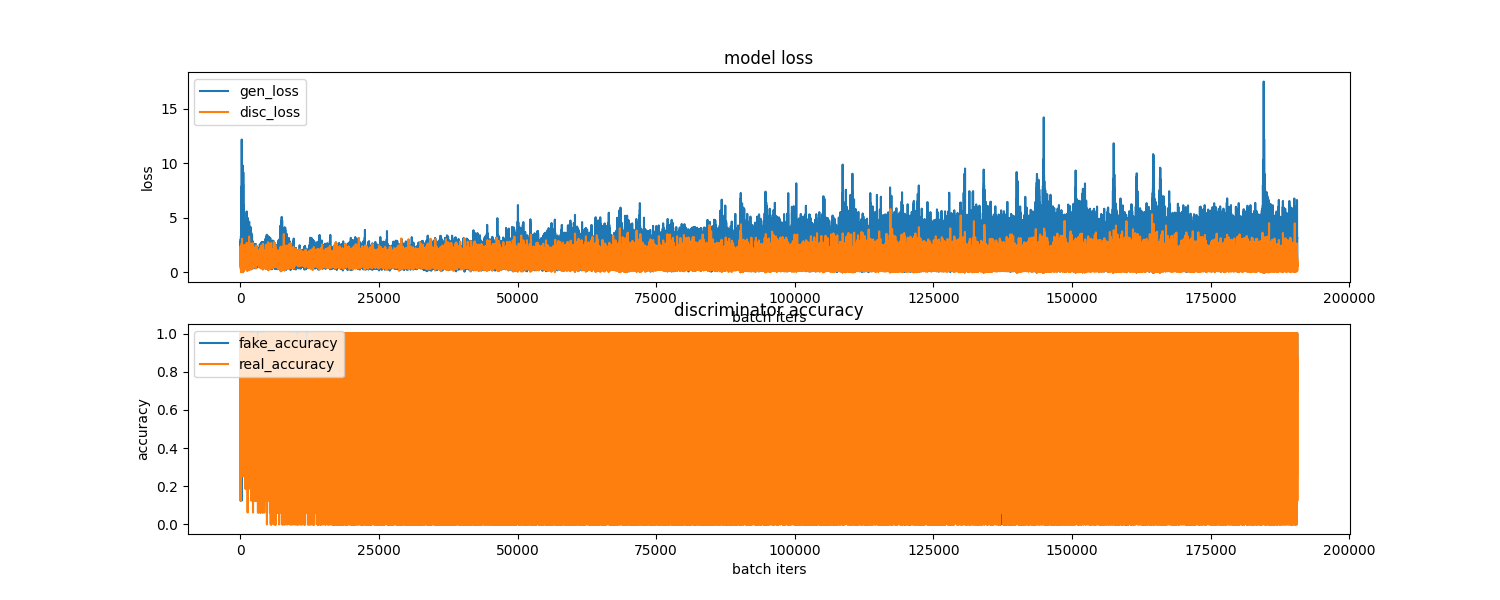 model loss
gen_loss
disc_loss
loss
15
10
5
0
0 25000 50000 75000 100000 125000 150000 175000 200000
batch iters
discriminator accuracy
fake_accuracy
real_accuracy
accuracy
1.0
0.8
0.6
0.4
0.2
0.0
0 25000 50000 75000 100000 125000 150000 175000 200000
batch iters